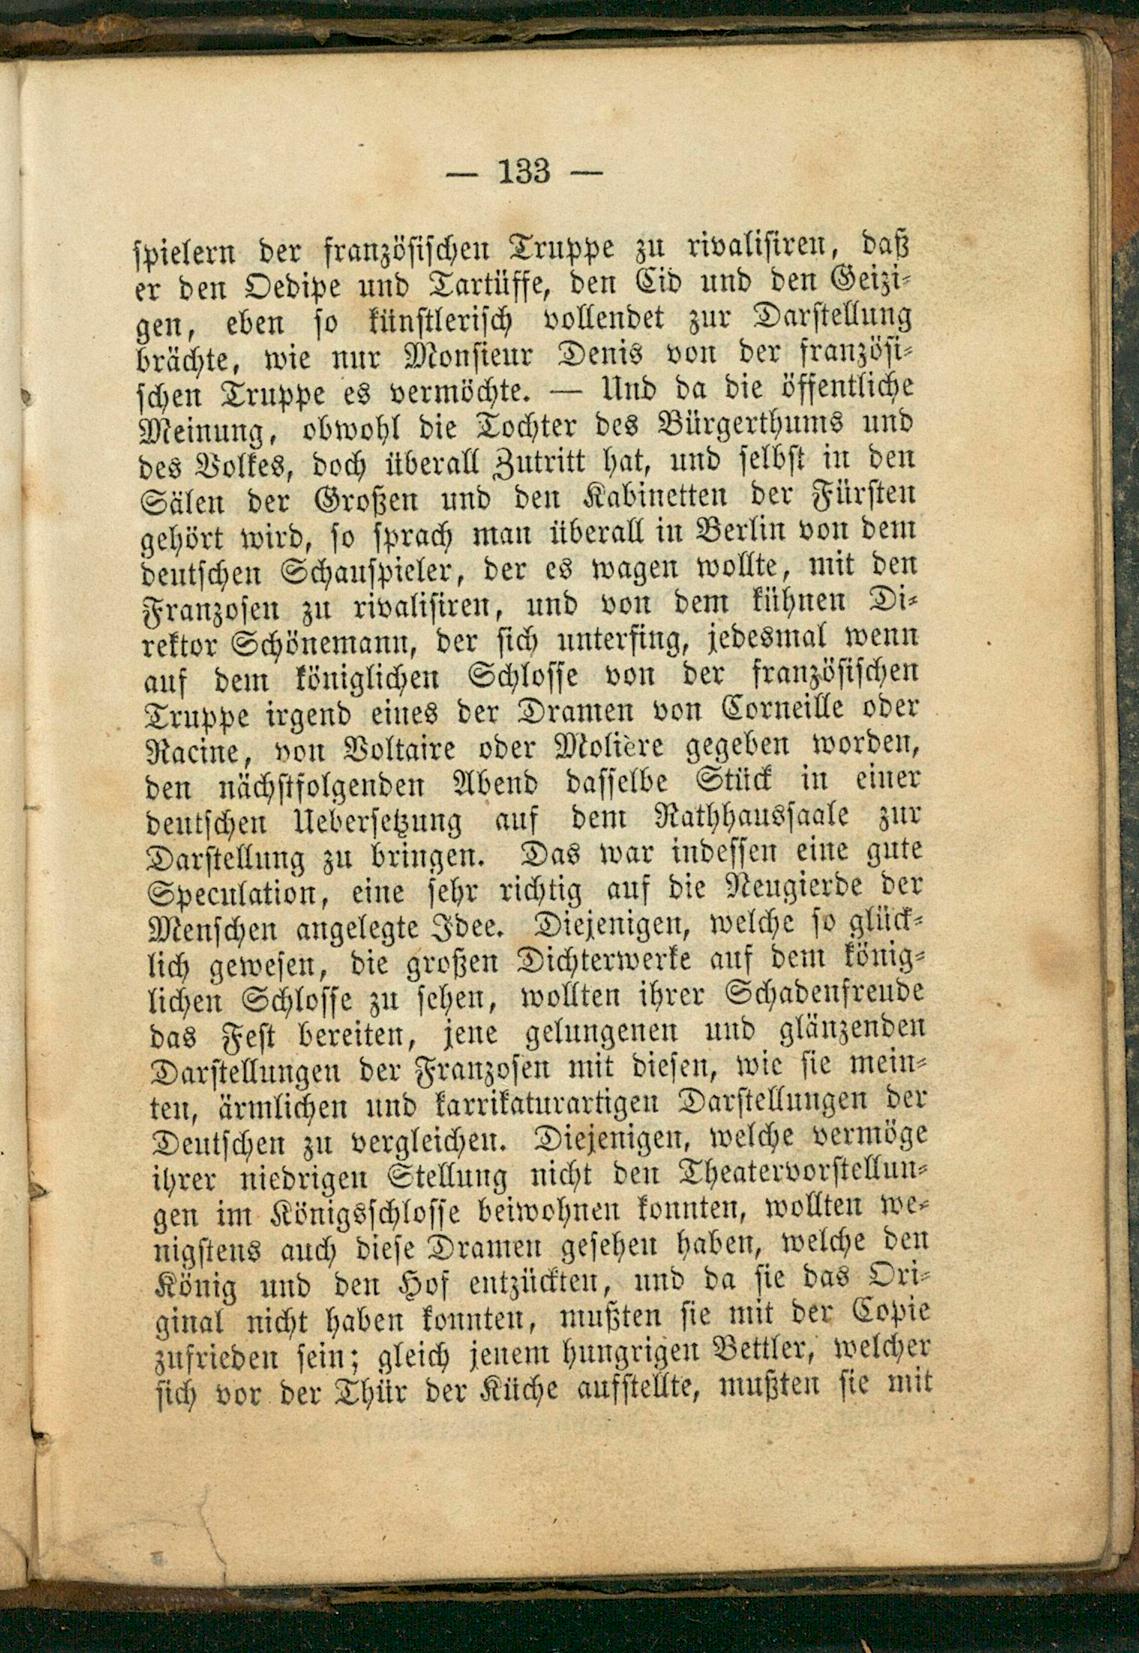 — 133 —
spielern der französischen Truppe zu rivalisiren, daß
er den Oedipe und Tartüffe, den Cid und den Geizi-
gen, eben so künstlerisch vollendet zur Darstellung
brächte, wie nur Monsieur Denis von der französi-
schen Truppe es vermöchte. — Und da die öffentliche
Meinung, obwohl die Tochter des Bürgerthums und
des Volkes, doch überall Zutritt hat, und selbst in den
Sälen der Großen und den Kabinetten der Fürsten
gehört wird, so sprach man überall in Berlin von dem
deutschen Schauspieler, der es wagen wollte, mit den
Franzosen zu rivalisiren, und von dem kühnen Di-
rektor Schönemann, der sich unterfing, jedesmal wenn
auf dem königlichen Schlosse von der französischen
Truppe irgend eines der Dramen von Corneille oder
Racine, von Voltaire oder Molière gegeben worden,
den nächstfolgenden Abend dasselbe Stück in einer
deutschen Uebersetzung auf dem Rathhaussaale zur
Darstellung zu bringen. Das war indessen eine gute
Speculation, eine sehr richtig auf die Neugierde der
Menschen angelegte Idee. Diejenigen, welche so glück-
lich gewesen, die großen Dichterwerke auf dem könig-
lichen Schlosse zu sehen, wollten ihrer Schadenfreude
das Fest bereiten, jene gelungenen und glänzenden
Darstellungen der Franzosen mit diesen, wie sie mein-
ten, ärmlichen und karrikaturartigen Darstellungen der
Deutschen zu vergleichen. Diejenigen, welche vermöge
ihrer niedrigen Stellung nicht den Theatervorstellun-
gen im Königsschlosse beiwohnen konnten, wollten we-
nigstens auch diese Dramen gesehen haben, welche den
König und den Hof entzückten, und da sie das Ori-
ginal nicht haben konnten, mußten sie mit der Copie
zufrieden sein; gleich jenem hungrigen Bettler, welcher
sich vor der Thür der Küche aufstellte, mußten sie mit